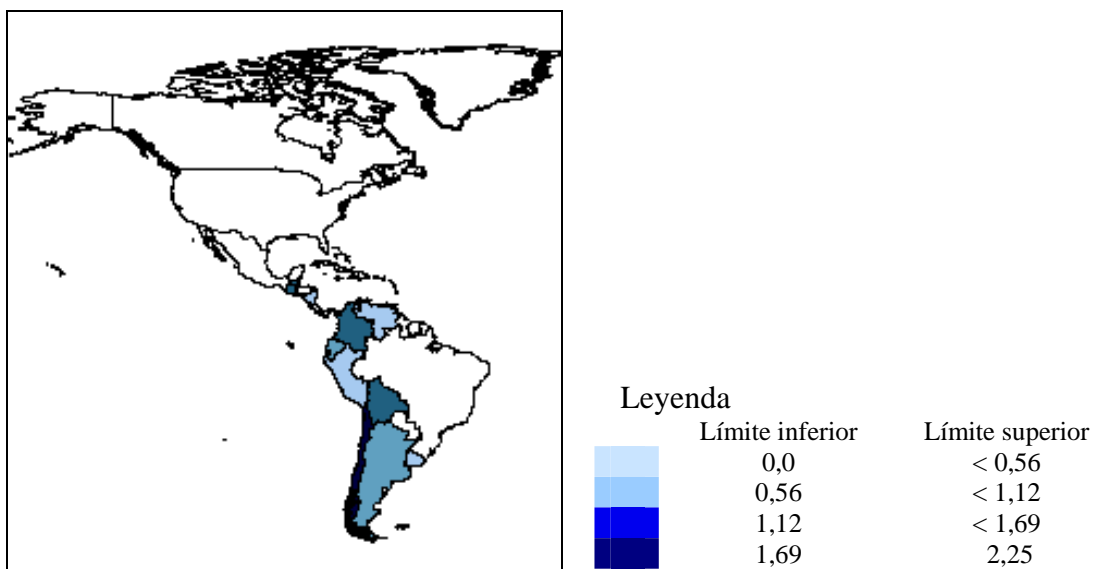 Leyenda
Límite inferior Límite superior
0,0 < 0,56
0,56 < 1,12
1,12 < 1,69
1,69 2,25